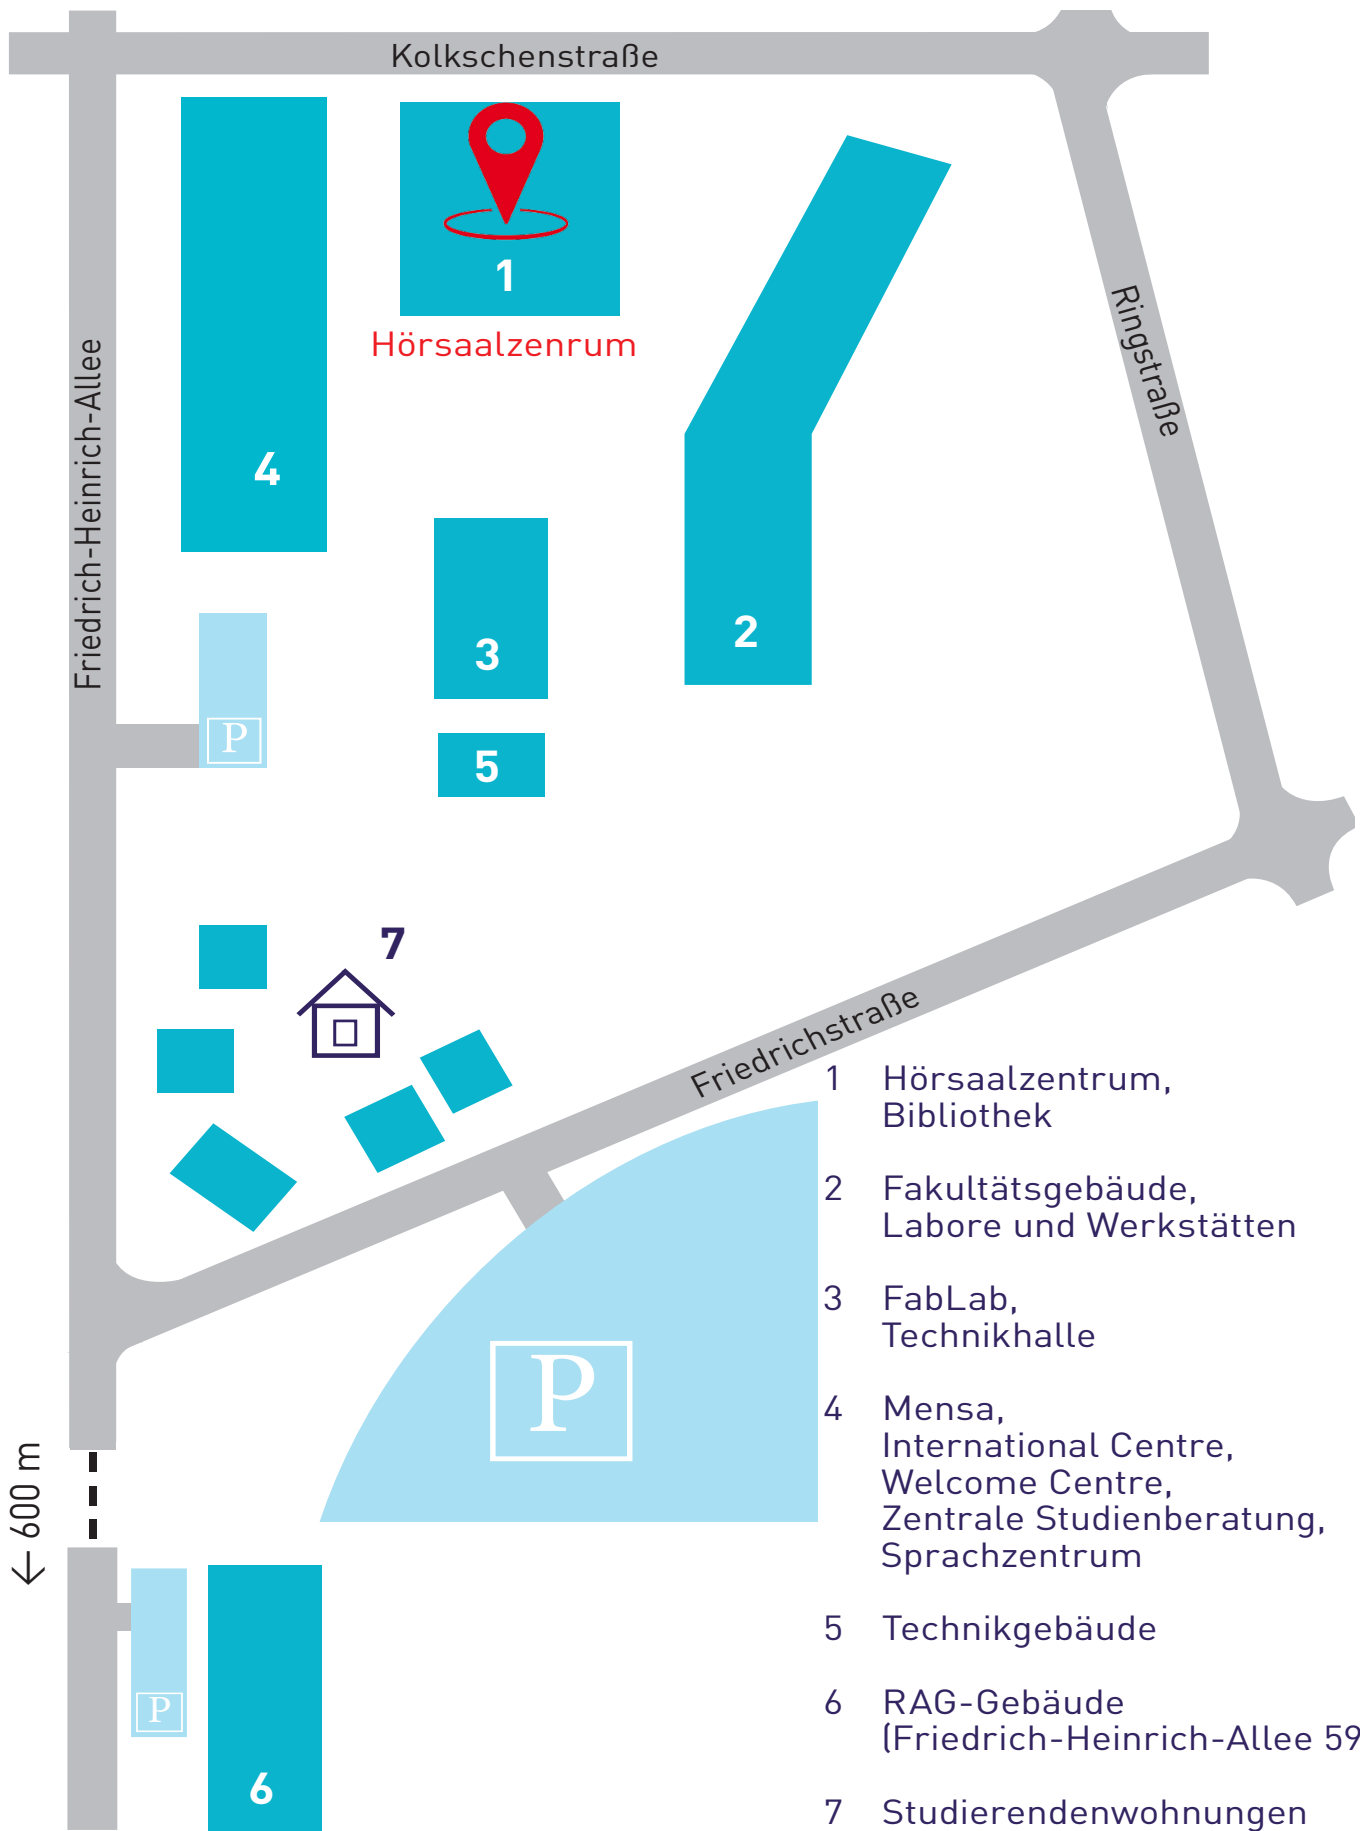 Kolkschenstraße
1
Hörsaalzenrum
Ringstraße
Friedrich-Heinrich-Allee
4
3
2
P
5
7
Friedrichstraße
P
← 600 m
P
6
1 Hörsaalzentrum,
Bibliothek
2 Fakultätsgebäude,
Labore und Werkstätten
3 FabLab,
Technikhalle
4 Mensa,
International Centre,
Welcome Centre,
Zentrale Studienberatung,
Sprachzentrum
5 Technikgebäude
6 RAG-Gebäude
(Friedrich-Heinrich-Allee 59
7 Studierendenwohnungen